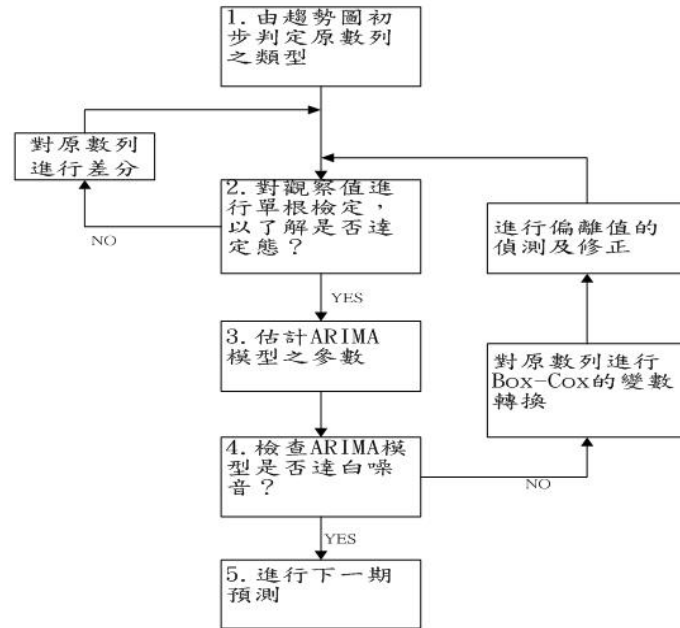 1. 由趨勢圖初
步判定原數列
之類型
對原數列
進行差分
2. 對觀察值進
行單根檢定，
以了解是否達
定態？
NO
進行偏離值的
偵測及修正
YES
3. 估計ARIMA
模型之參數
對原數列進行
Box-Cox的變數
轉換
4. 檢查ARIMA模
型是否達白噪
音？
NO
YES
5. 進行下一期
預測